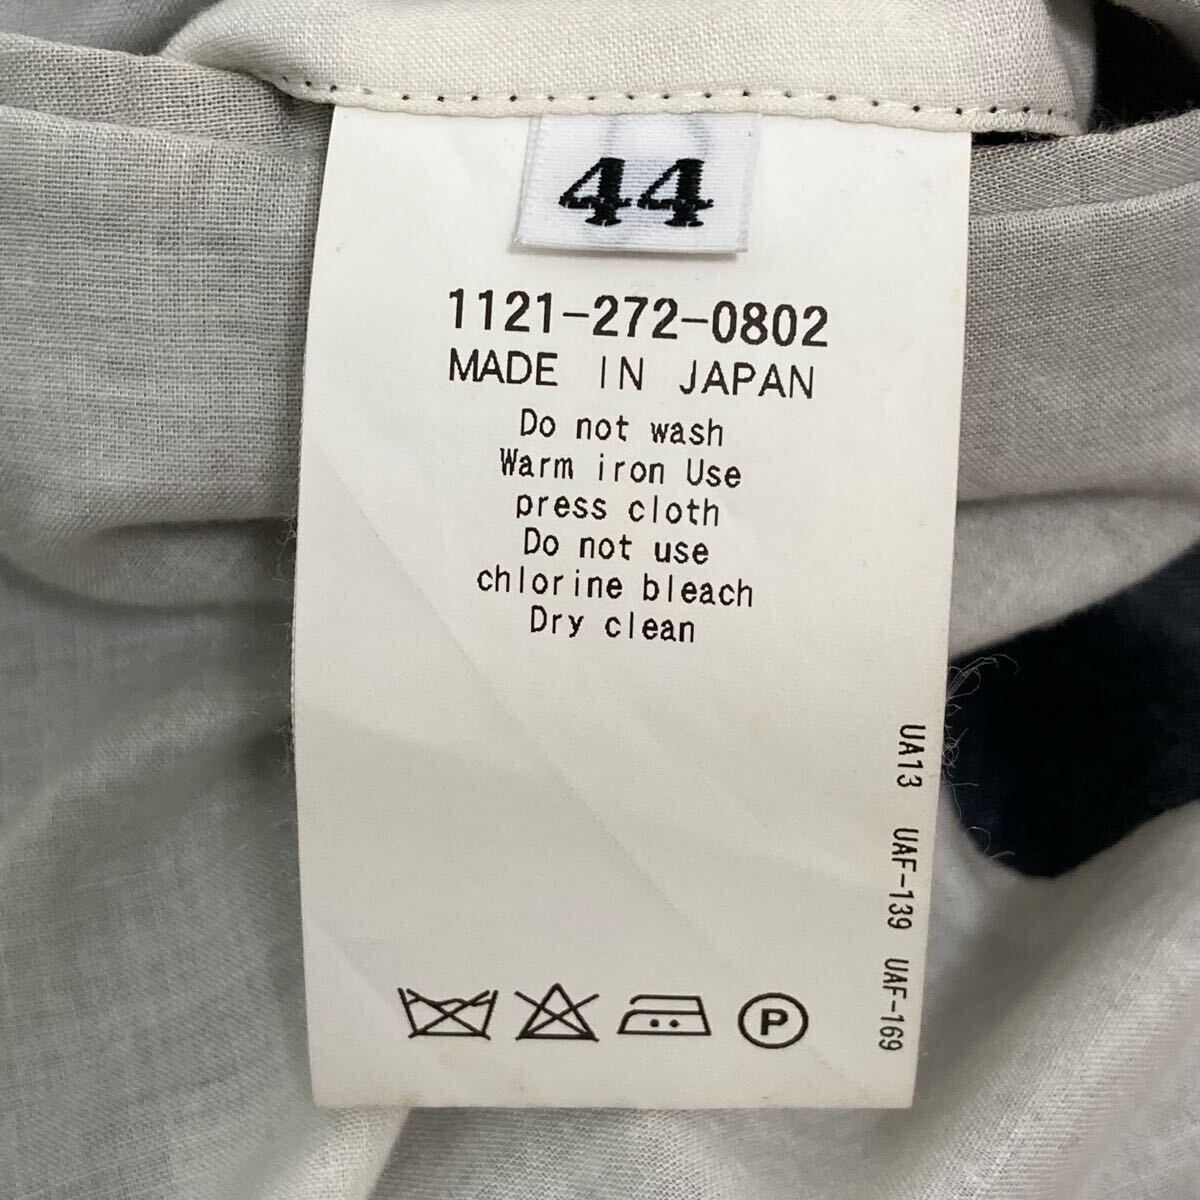 44
1121-272-0802
MADE IN JAPAN
Do not wash
Warm iron Use
press cloth
Do not use
chlorine bleach
Dry clean
UA13 UAF-139 UAF-169
P